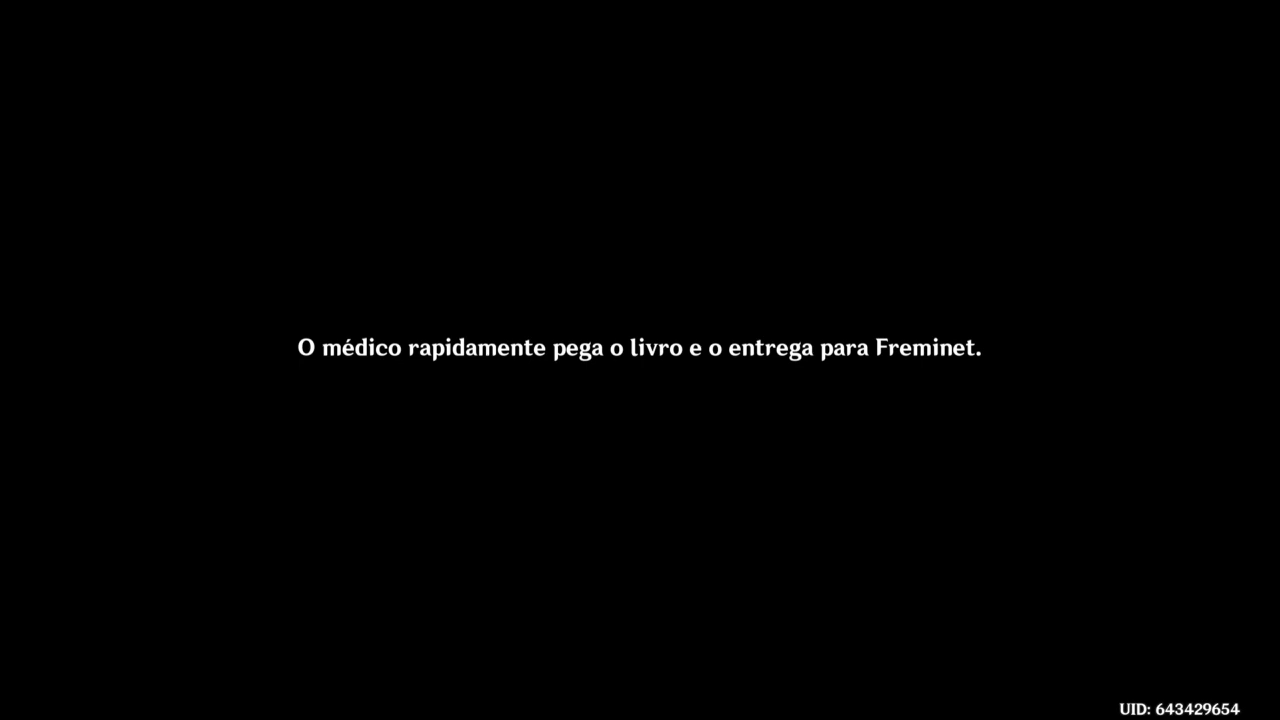 O médico rapidamente pega o livro e o entrega para Freminet.
UID: 643429654